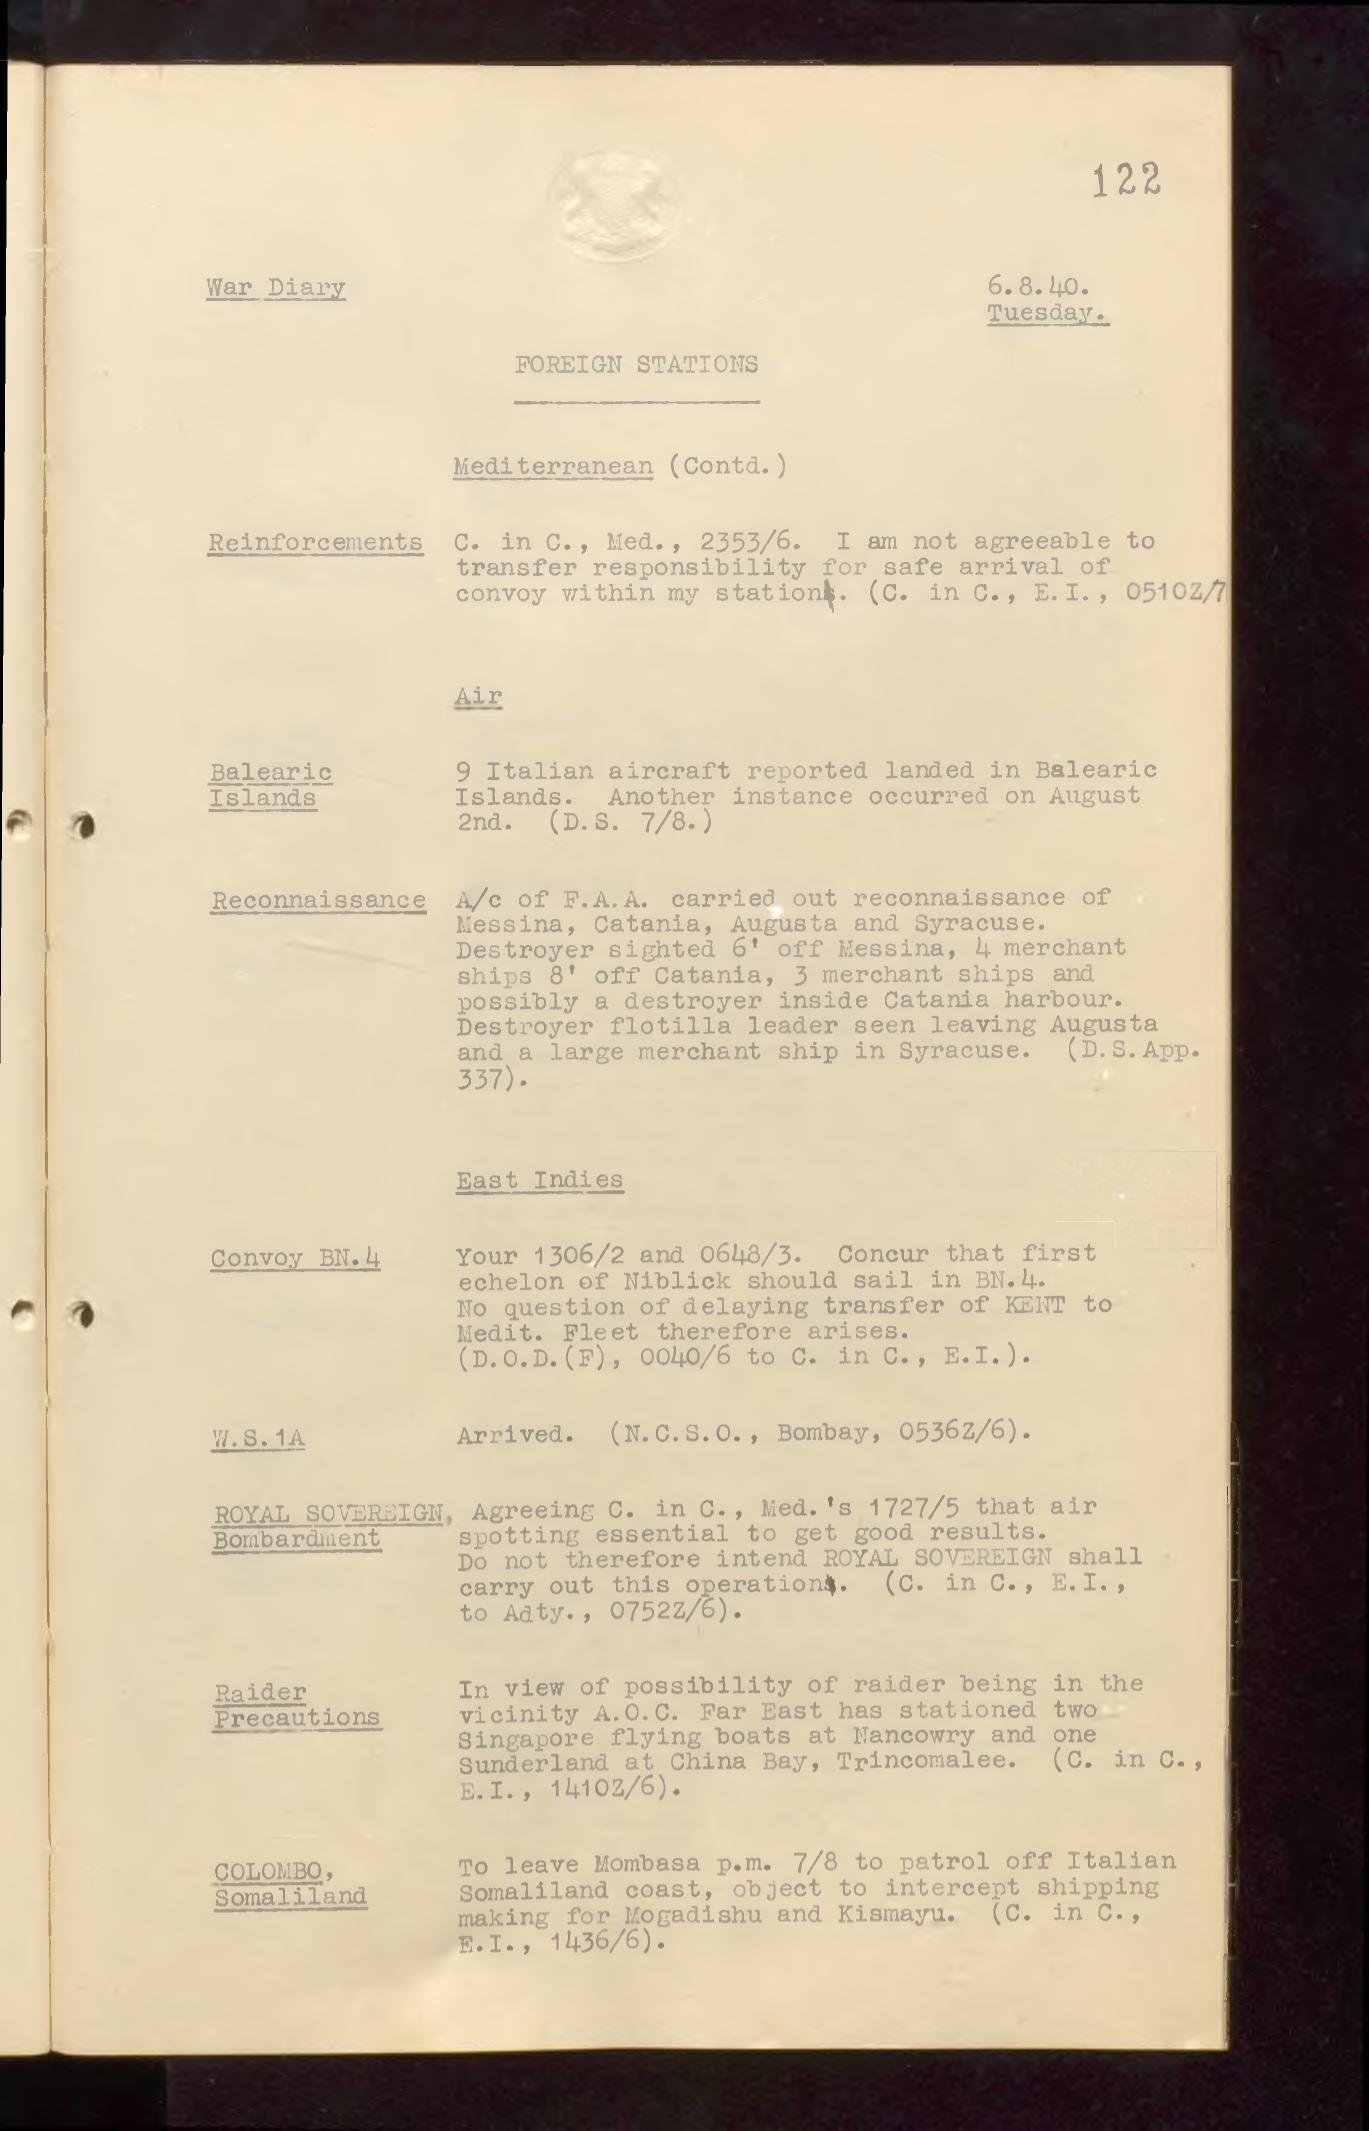 122
War Diary
6.8.40.
Tuesday.
FOREIGN STATIONS
Mediterranean (Contd.)
Reinforcements
C. in C., Med., 2353/6. I am not agreeable to
transfer responsibility for safe arrival of
convoy within my station. (C. in C., E.I., 0510Z/7
Air
Balearic
Islands
9 Italian aircraft reported landed in Balearic
Islands. Another instance occurred on August
2nd. (D.S. 7/8.)
Reconnaissance
A/c of F.A.A. carried out reconnaissance of
Messina, Catania, Augusta and Syracuse.
Destroyer sighted 6' off Messina, 4 merchant
ships 8' off Catania, 3 merchant ships and
possibly a destroyer inside Catania harbour.
Destroyer flotilla leader seen leaving Augusta
and a large merchant ship in Syracuse. (D.S.App.
337).
East Indies
Convoy BN.4
Your 1306/2 and 0648/3. Concur that first
echelon of Niblick should sail in BN.4.
No question of delaying transfer of KENT to
Medit. Fleet therefore arises.
(D.O.D.(F), 0040/6 to C. in C., E.I.).
W.S.1A
Arrived. (N.C.S.O., Bombay, 0536Z/6).
ROYAL SOVEREIGN,
Bombardment
Agreeing C. in C., Med.'s 1727/5 that air
spotting essential to get good results.
Do not therefore intend ROYAL SOVEREIGN shall
carry out this operation. (C. in C., E.I.,
to Adty., 0752Z/6).
Raider
Precautions
In view of possibility of raider being in the
vicinity A.O.C. Far East has stationed two
Singapore flying boats at Nancowry and one
Sunderland at China Bay, Trincomalee. (C. in C.,
E.I., 1410Z/6).
COLOMBO,
Somaliland
To leave Mombasa p.m. 7/8 to patrol off Italian
Somaliland coast, object to intercept shipping
making for Mogadishu and Kismayu. (C. in C.,
E.I., 1436/6).